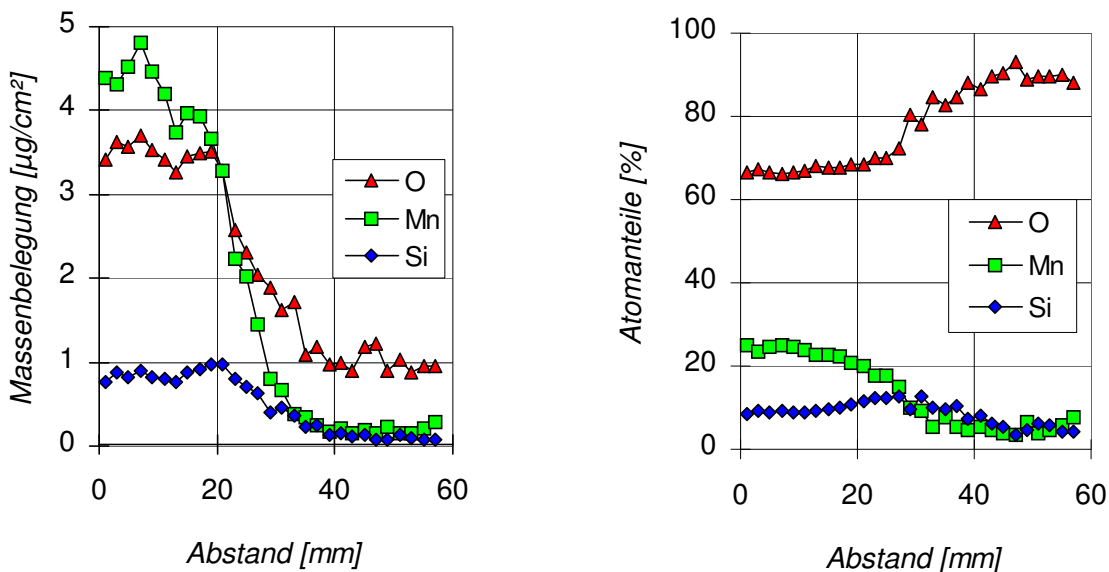 Massenbelegung [µg/cm²]
5
4
3
2
1
0
0 20 40 60
Abstand [mm]
O
Mn
Si
Atomanteile [%]
100
80
60
40
20
0
0 20 40 60
Abstand [mm]
O
Mn
Si